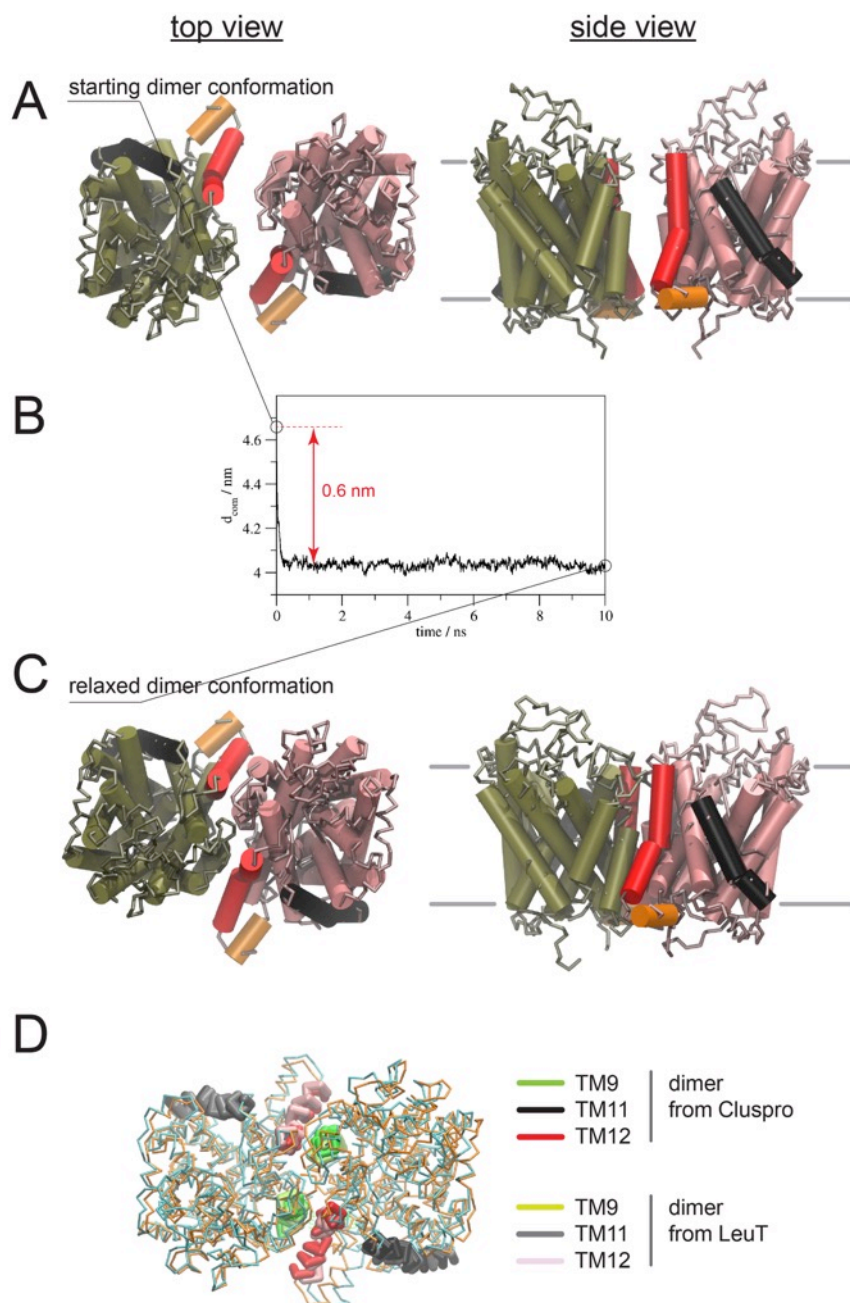 top view
side view
starting dimer conformation
A
B
4.6
4.4
4.2
4
d_com / nm
0.6 nm
0
2
4
6
8
10
time / ns
C
relaxed dimer conformation
D
TM9
TM11
TM12
dimer
from Cluspro
TM9
TM11
TM12
dimer
from LeuT